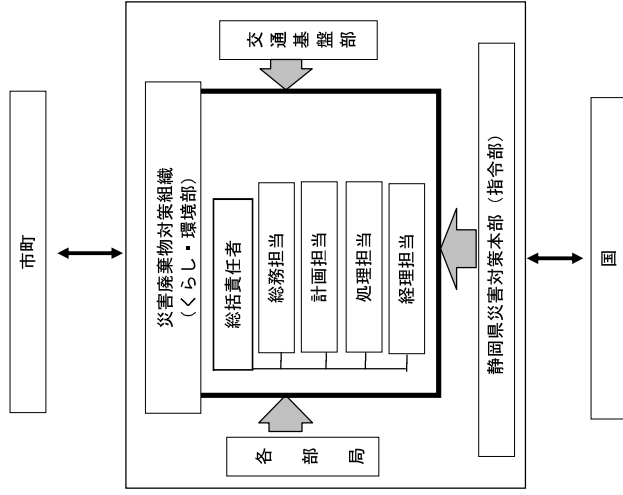 市町
災害廃棄物対策組織
(くらし・環境部)
総括責任者
総務担当
計画担当
処理担当
経理担当
各部局
交通基盤部
静岡県災害対策本部(指令部)
国